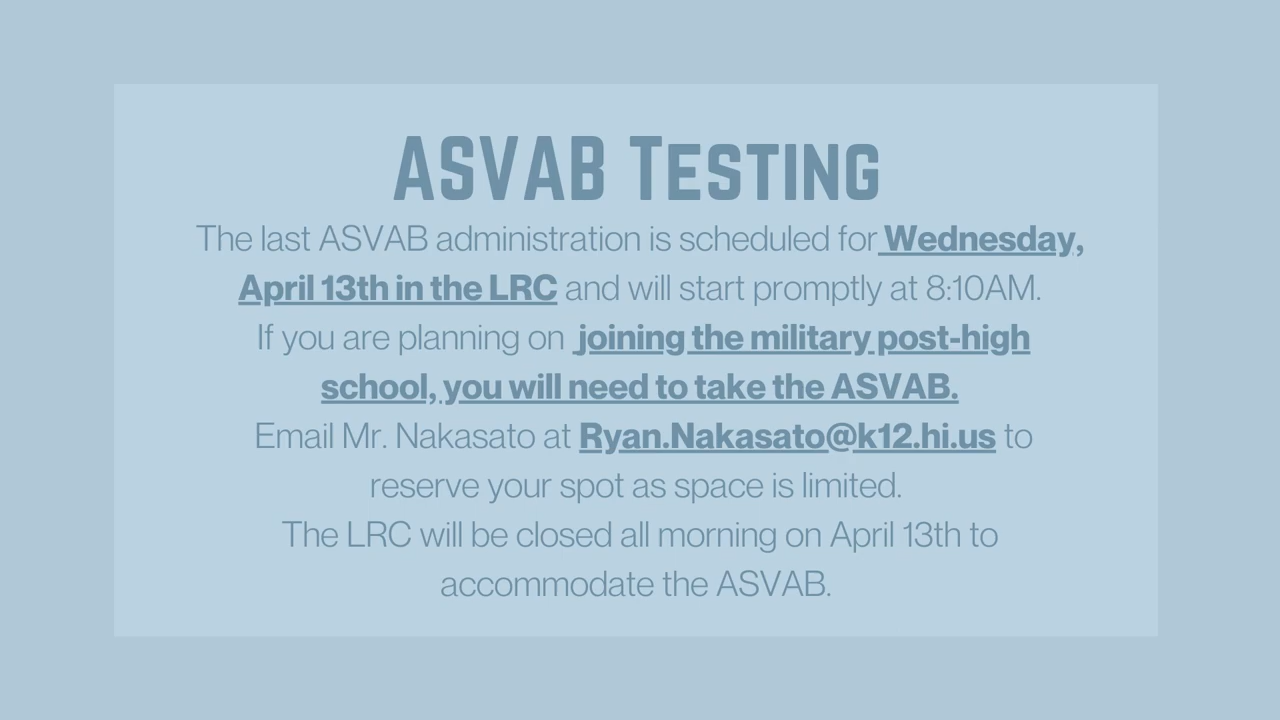 ASVAB Testing
The last ASVAB administration is scheduled for Wednesday,
April 13th in the LRC and will start promptly at 8:10AM.
If you are planning on joining the military post-high
school, you will need to take the ASVAB.
Email Mr. Nakasato at Ryan.Nakasato@k12.hi.us to
reserve your spot as space is limited.
The LRC will be closed all morning on April 13th to
accommodate the ASVAB.